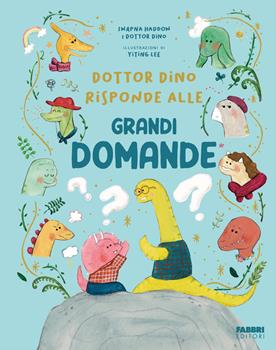 SWAPNA HADDOW
E DOTTOR DINO
ILLUSTRAZIONI DI
YITING LEE
DOTTOR DINO
RISPONDE ALLE
GRANDI
DOMANDE
? ? ? ?
FABBRI
EDITORI